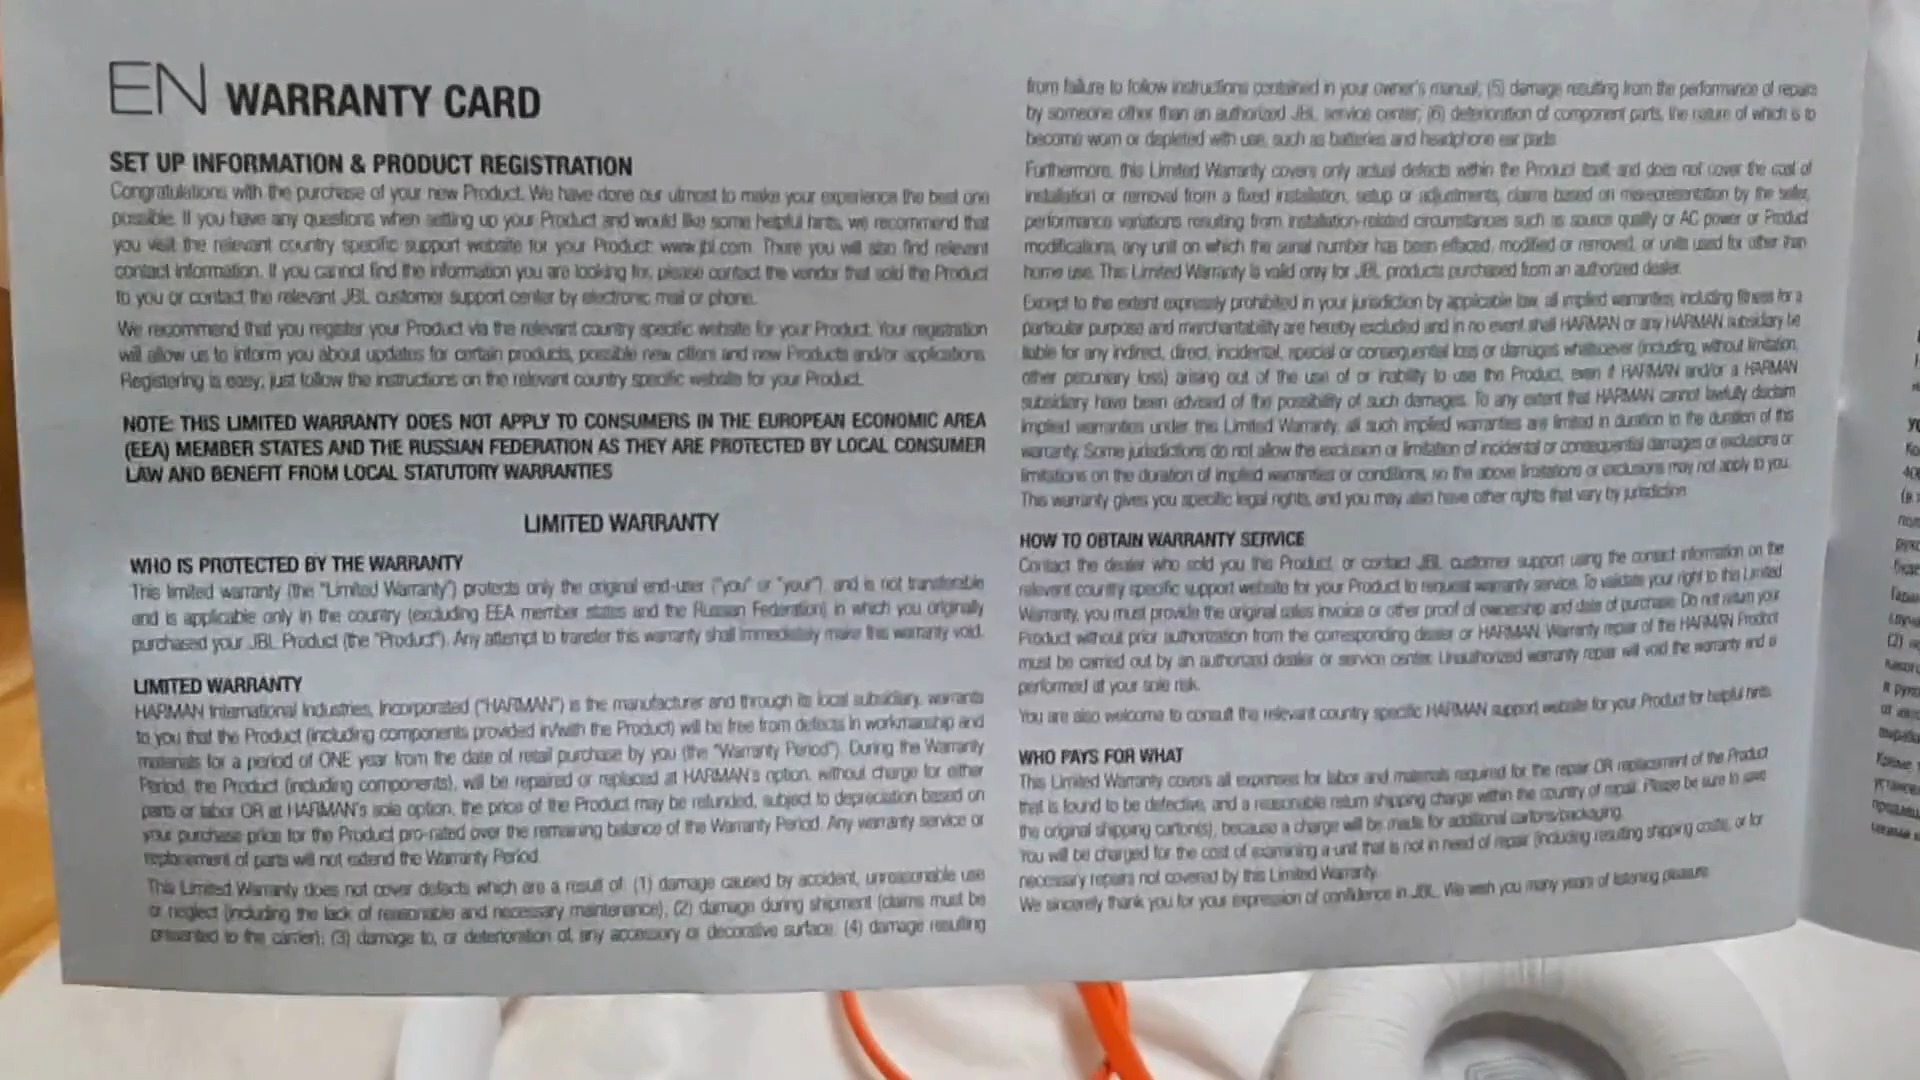 EN WARRANTY CARD
SET UP INFORMATION & PRODUCT REGISTRATION
Congratulations with the purchase of your new Product. We have done our utmost to make your experience the best one
possible. If you have any questions when setting up your Product and would like some helpful hints, we recommend that
you visit the relevant country specific support website for your Product: www.jbl.com. There you will also find relevant
contact information. If you cannot find the information you are looking for, please contact the vendor that sold the Product
to you or contact the relevant JBL customer support center by electronic mail or phone.
We recommend that you register your Product via the relevant country specific website for your Product. Your registration
will allow us to inform you about updates for certain products, possible new offers and new Products and/or applications.
Registering is easy; just follow the instructions on the relevant country specific website for your Product.
NOTE: THIS LIMITED WARRANTY DOES NOT APPLY TO CONSUMERS IN THE EUROPEAN ECONOMIC AREA
(EEA) MEMBER STATES AND THE RUSSIAN FEDERATION AS THEY ARE PROTECTED BY LOCAL CONSUMER
LAW AND BENEFIT FROM LOCAL STATUTORY WARRANTIES
LIMITED WARRANTY
WHO IS PROTECTED BY THE WARRANTY
This limited warranty (the "Limited Warranty") protects only the original end-user ("you" or "your"), and is not transferable
and is applicable only in the country (excluding EEA member states and the Russian Federation) in which you originally
purchased your JBL Product (the "Product"). Any attempt to transfer this warranty shall immediately make this warranty void.
LIMITED WARRANTY
HARMAN International Industries, Incorporated ("HARMAN") is the manufacturer and through its local subsidiary, warrants
to you that the Product (including components provided in/with the Product) will be free from defects in workmanship and
materials for a period of ONE year from the date of retail purchase by you (the "Warranty Period"). During the Warranty
Period, the Product (including components), will be repaired or replaced at HARMAN's option, without charge for either
parts or labor OR at HARMAN's sole option, the price of the Product may be refunded, subject to depreciation based on
your purchase price for the Product pro-rated over the remaining balance of the Warranty Period. Any warranty service or
replacement of parts will not extend the Warranty Period.
This Limited Warranty does not cover defects which are a result of: (1) damage caused by accident, unreasonable use
or neglect (including the lack of reasonable and necessary maintenance); (2) damage during shipment (claims must be
presented to the carrier); (3) damage to, or deterioration of, any accessory or decorative surface; (4) damage resulting
from failure to follow instructions contained in your owner's manual; (5) damage resulting from the performance of repairs
by someone other than an authorized JBL service center; (6) deterioration of component parts, the nature of which is to
become worn or depleted with use, such as batteries and headphone ear pads.
Furthermore, this Limited Warranty covers only actual defects within the Product itself, and does not cover the cost of
installation or removal from a fixed installation, setup or adjustments, claims based on misrepresentation by the seller,
performance variations resulting from installation-related circumstances such as source quality or AC power or Product
modifications, any unit on which the serial number has been effaced, modified or removed, or units used for other than
home use. This Limited Warranty is valid only for JBL products purchased from an authorized dealer.
Except to the extent expressly prohibited in your jurisdiction by applicable law, all implied warranties, including fitness for a
particular purpose and merchantability are hereby excluded and in no event shall HARMAN or any HARMAN subsidiary be
liable for any indirect, direct, incidental, special or consequential loss or damages whatsoever (including, without limitation,
other pecuniary loss) arising out of the use of or inability to use the Product, even if HARMAN and/or a HARMAN
subsidiary have been advised of the possibility of such damages. To any extent that HARMAN cannot lawfully disclaim
implied warranties under this Limited Warranty, all such implied warranties are limited in duration to the duration of this
warranty. Some jurisdictions do not allow the exclusion or limitation of incidental or consequential damages or exclusions or
limitations on the duration of implied warranties or conditions, so the above limitations or exclusions may not apply to you.
This warranty gives you specific legal rights, and you may also have other rights that vary by jurisdiction.
HOW TO OBTAIN WARRANTY SERVICE
Contact the dealer who sold you this Product, or contact JBL customer support using the contact information on the
relevant country specific support website for your Product to request warranty service. To validate your right to this Limited
Warranty, you must provide the original sales invoice or other proof of ownership and date of purchase. Do not return your
Product without prior authorization from the corresponding dealer or HARMAN. Warranty repair of the HARMAN Product
must be carried out by an authorized dealer or service center. Unauthorized warranty repair will void the warranty and is
performed at your sole risk.
You are also welcome to consult the relevant country specific HARMAN support website for your Product for helpful hints.
WHO PAYS FOR WHAT
This Limited Warranty covers all expenses for labor and materials required for the repair OR replacement of the Product
that is found to be defective, and a reasonable return shipping charge within the country of repair. Please be sure to save
the original shipping carton(s), because a charge will be made for additional cartons/packaging.
You will be charged for the cost of examining a unit that is not in need of repair (including resulting shipping costs), or for
necessary repairs not covered by this Limited Warranty.
We sincerely thank you for your expression of confidence in JBL. We wish you many years of listening pleasure.